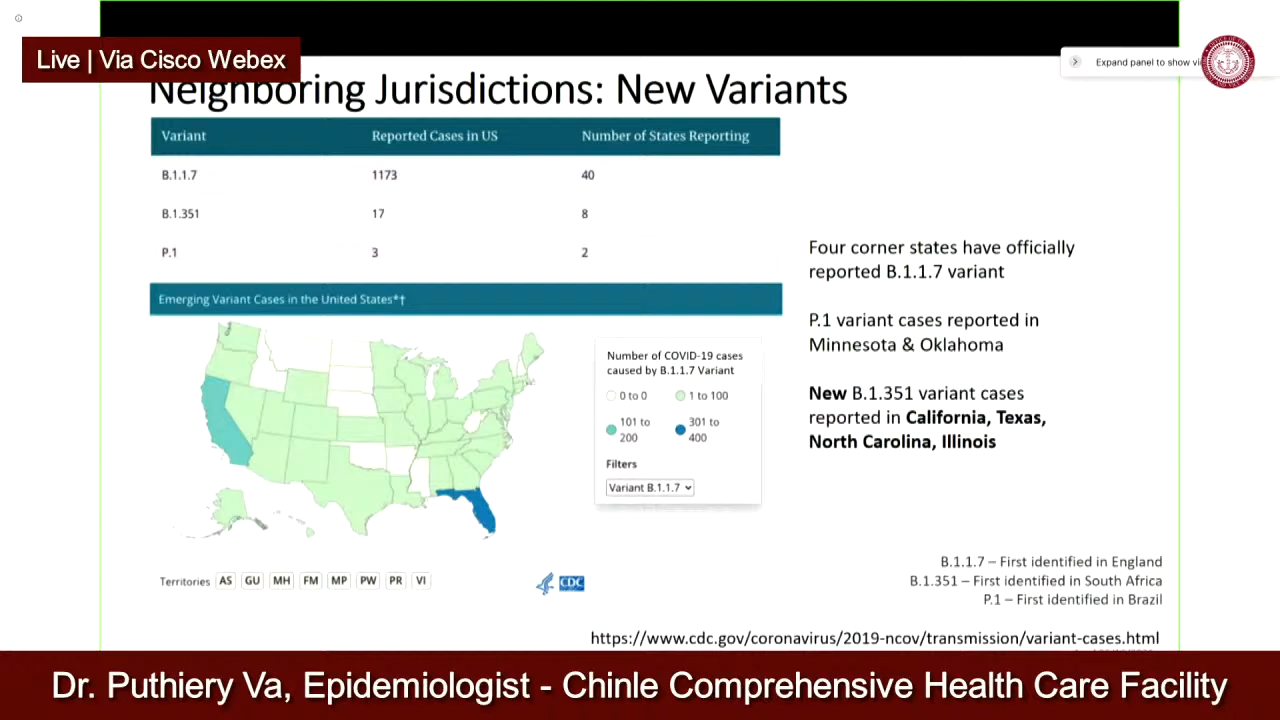 Live | Via Cisco Webex
Expand panel to show vi
Neighboring Jurisdictions: New Variants
Variant Reported Cases in US Number of States Reporting
B.1.1.7 1173 40
B.1.351 17 8
P.1 3 2
Emerging Variant Cases in the United States*†
Number of COVID-19 cases
caused by B.1.1.7 Variant
0 to 0 1 to 100
101 to 200 301 to 400
Filters
Variant B.1.1.7
Territories AS GU MH FM MP PW PR VI
CDC
Four corner states have officially
reported B.1.1.7 variant
P.1 variant cases reported in
Minnesota & Oklahoma
New B.1.351 variant cases
reported in California, Texas,
North Carolina, Illinois
B.1.1.7 – First identified in England
B.1.351 – First identified in South Africa
P.1 – First identified in Brazil
https://www.cdc.gov/coronavirus/2019-ncov/transmission/variant-cases.html
Dr. Puthiery Va, Epidemiologist - Chinle Comprehensive Health Care Facility